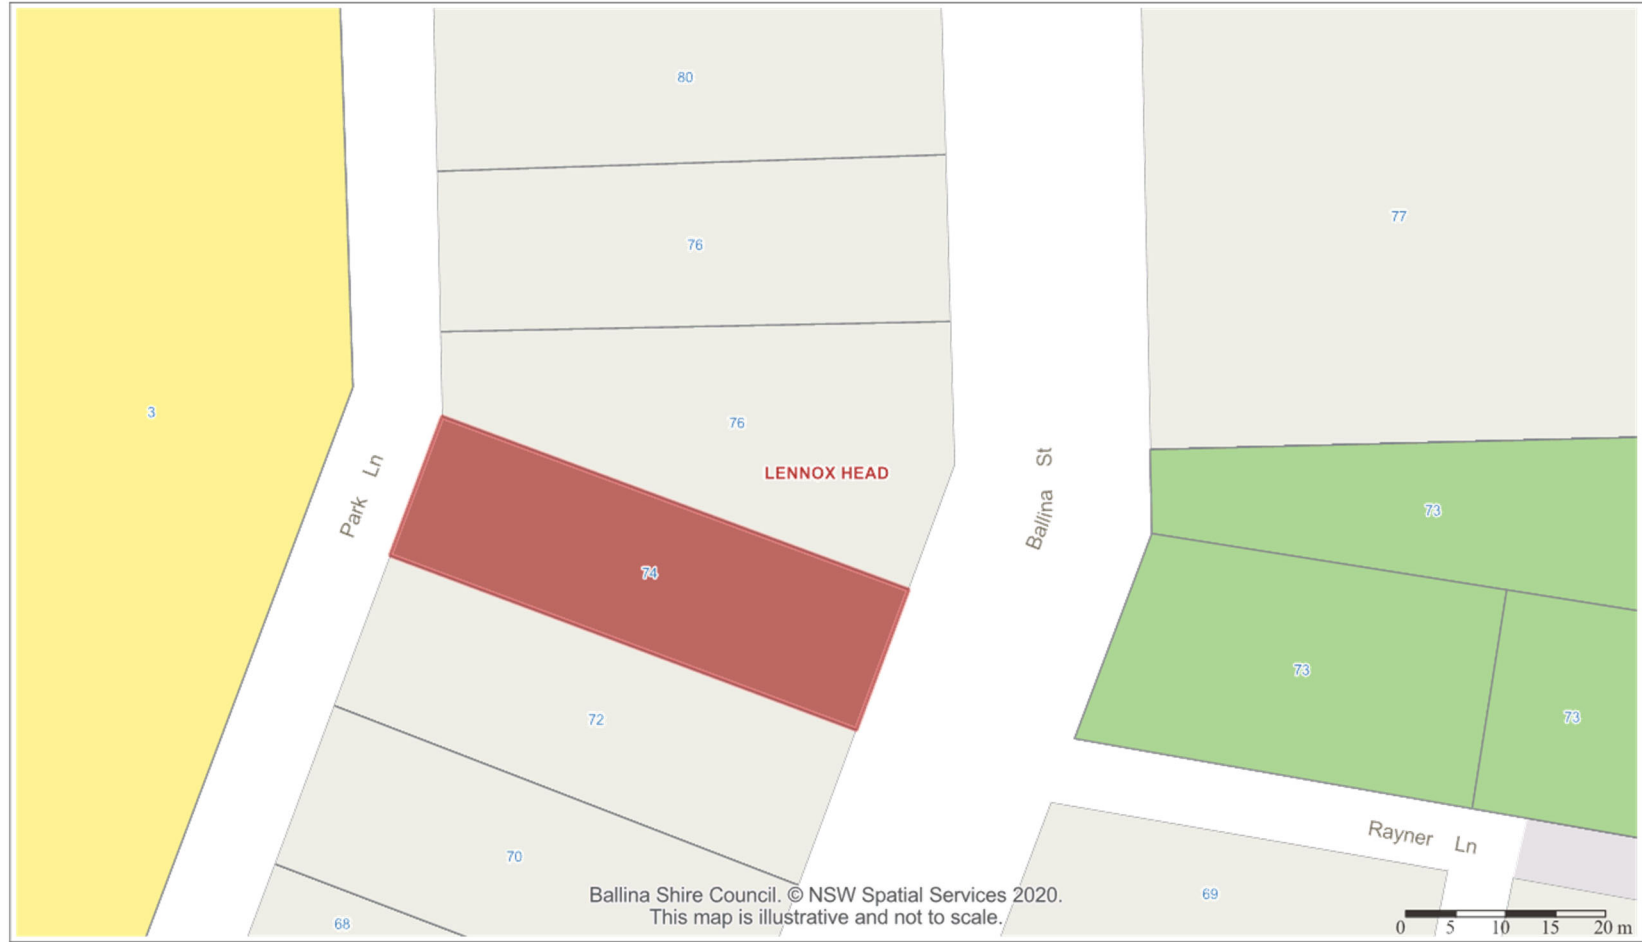 80
77
76
3
76
Park Ln
LENNOX HEAD
Ballina St
73
74
73
72
73
70
Rayner Ln
69
68
Ballina Shire Council. © NSW Spatial Services 2020.
This map is illustrative and not to scale.
0 5 10 15 20 m